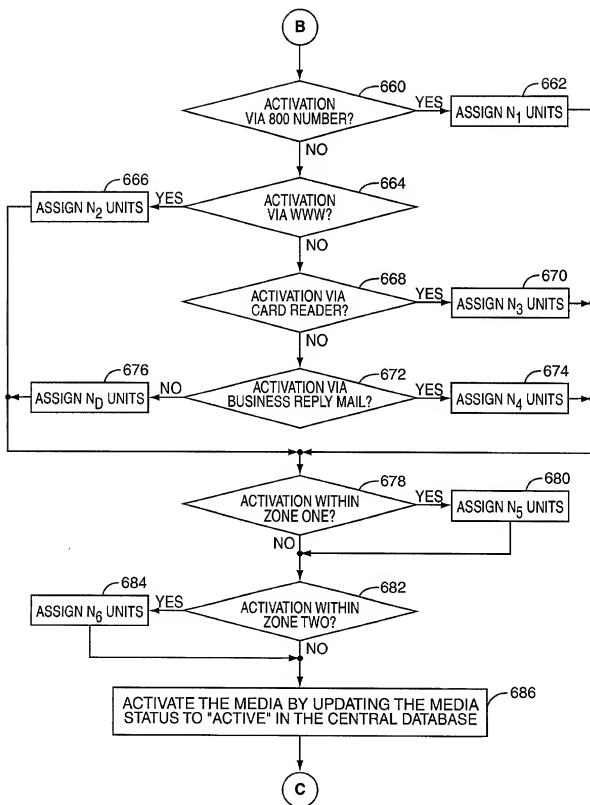 B
660
ACTIVATION
VIA 800 NUMBER?
YES
662
ASSIGN N1 UNITS
NO
664
ACTIVATION
VIA WWW?
YES
666
ASSIGN N2 UNITS
NO
668
ACTIVATION VIA
CARD READER?
YES
670
ASSIGN N3 UNITS
NO
672
ACTIVATION VIA
BUSINESS REPLY MAIL?
YES
674
ASSIGN N4 UNITS
NO
676
ASSIGN ND UNITS
678
ACTIVATION WITHIN
ZONE ONE?
YES
680
ASSIGN N5 UNITS
NO
682
ACTIVATION WITHIN
ZONE TWO?
YES
684
ASSIGN N6 UNITS
NO
686
ACTIVATE THE MEDIA BY UPDATING THE MEDIA
STATUS TO "ACTIVE" IN THE CENTRAL DATABASE
C